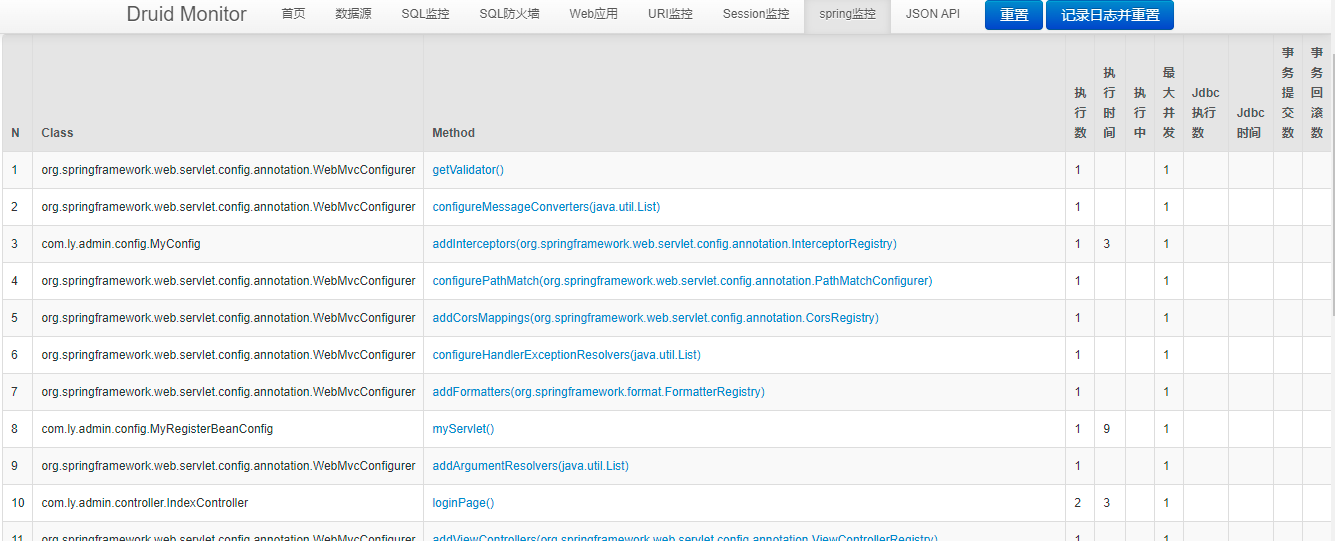 Druid Monitor 首页 数据源 SQL监控 SQL防火墙 Web应用 URI监控 Session监控 spring监控 JSON API 重置 记录日志并重置
N Class Method 执行数 执行时间 执行中 最大并发 Jdbc执行数 Jdbc时间 事务提交数 事务回滚数
1 org.springframework.web.servlet.config.annotation.WebMvcConfigurer getValidator() 1 1
2 org.springframework.web.servlet.config.annotation.WebMvcConfigurer configureMessageConverters(java.util.List) 1 1
3 com.ly.admin.config.MyConfig addInterceptors(org.springframework.web.servlet.config.annotation.InterceptorRegistry) 1 3 1
4 org.springframework.web.servlet.config.annotation.WebMvcConfigurer configurePathMatch(org.springframework.web.servlet.config.annotation.PathMatchConfigurer) 1 1
5 org.springframework.web.servlet.config.annotation.WebMvcConfigurer addCorsMappings(org.springframework.web.servlet.config.annotation.CorsRegistry) 1 1
6 org.springframework.web.servlet.config.annotation.WebMvcConfigurer configureHandlerExceptionResolvers(java.util.List) 1 1
7 org.springframework.web.servlet.config.annotation.WebMvcConfigurer addFormatters(org.springframework.format.FormatterRegistry) 1 1
8 com.ly.admin.config.MyRegisterBeanConfig myServlet() 1 9 1
9 org.springframework.web.servlet.config.annotation.WebMvcConfigurer addArgumentResolvers(java.util.List) 1 1
10 com.ly.admin.controller.IndexController loginPage() 2 3 1
11 org.springframework.web.servlet.config.annotation.WebMvcConfigurer addViewControllers(org.springframework.web.servlet.config.annotation.ViewControllerRegistry) 1 1